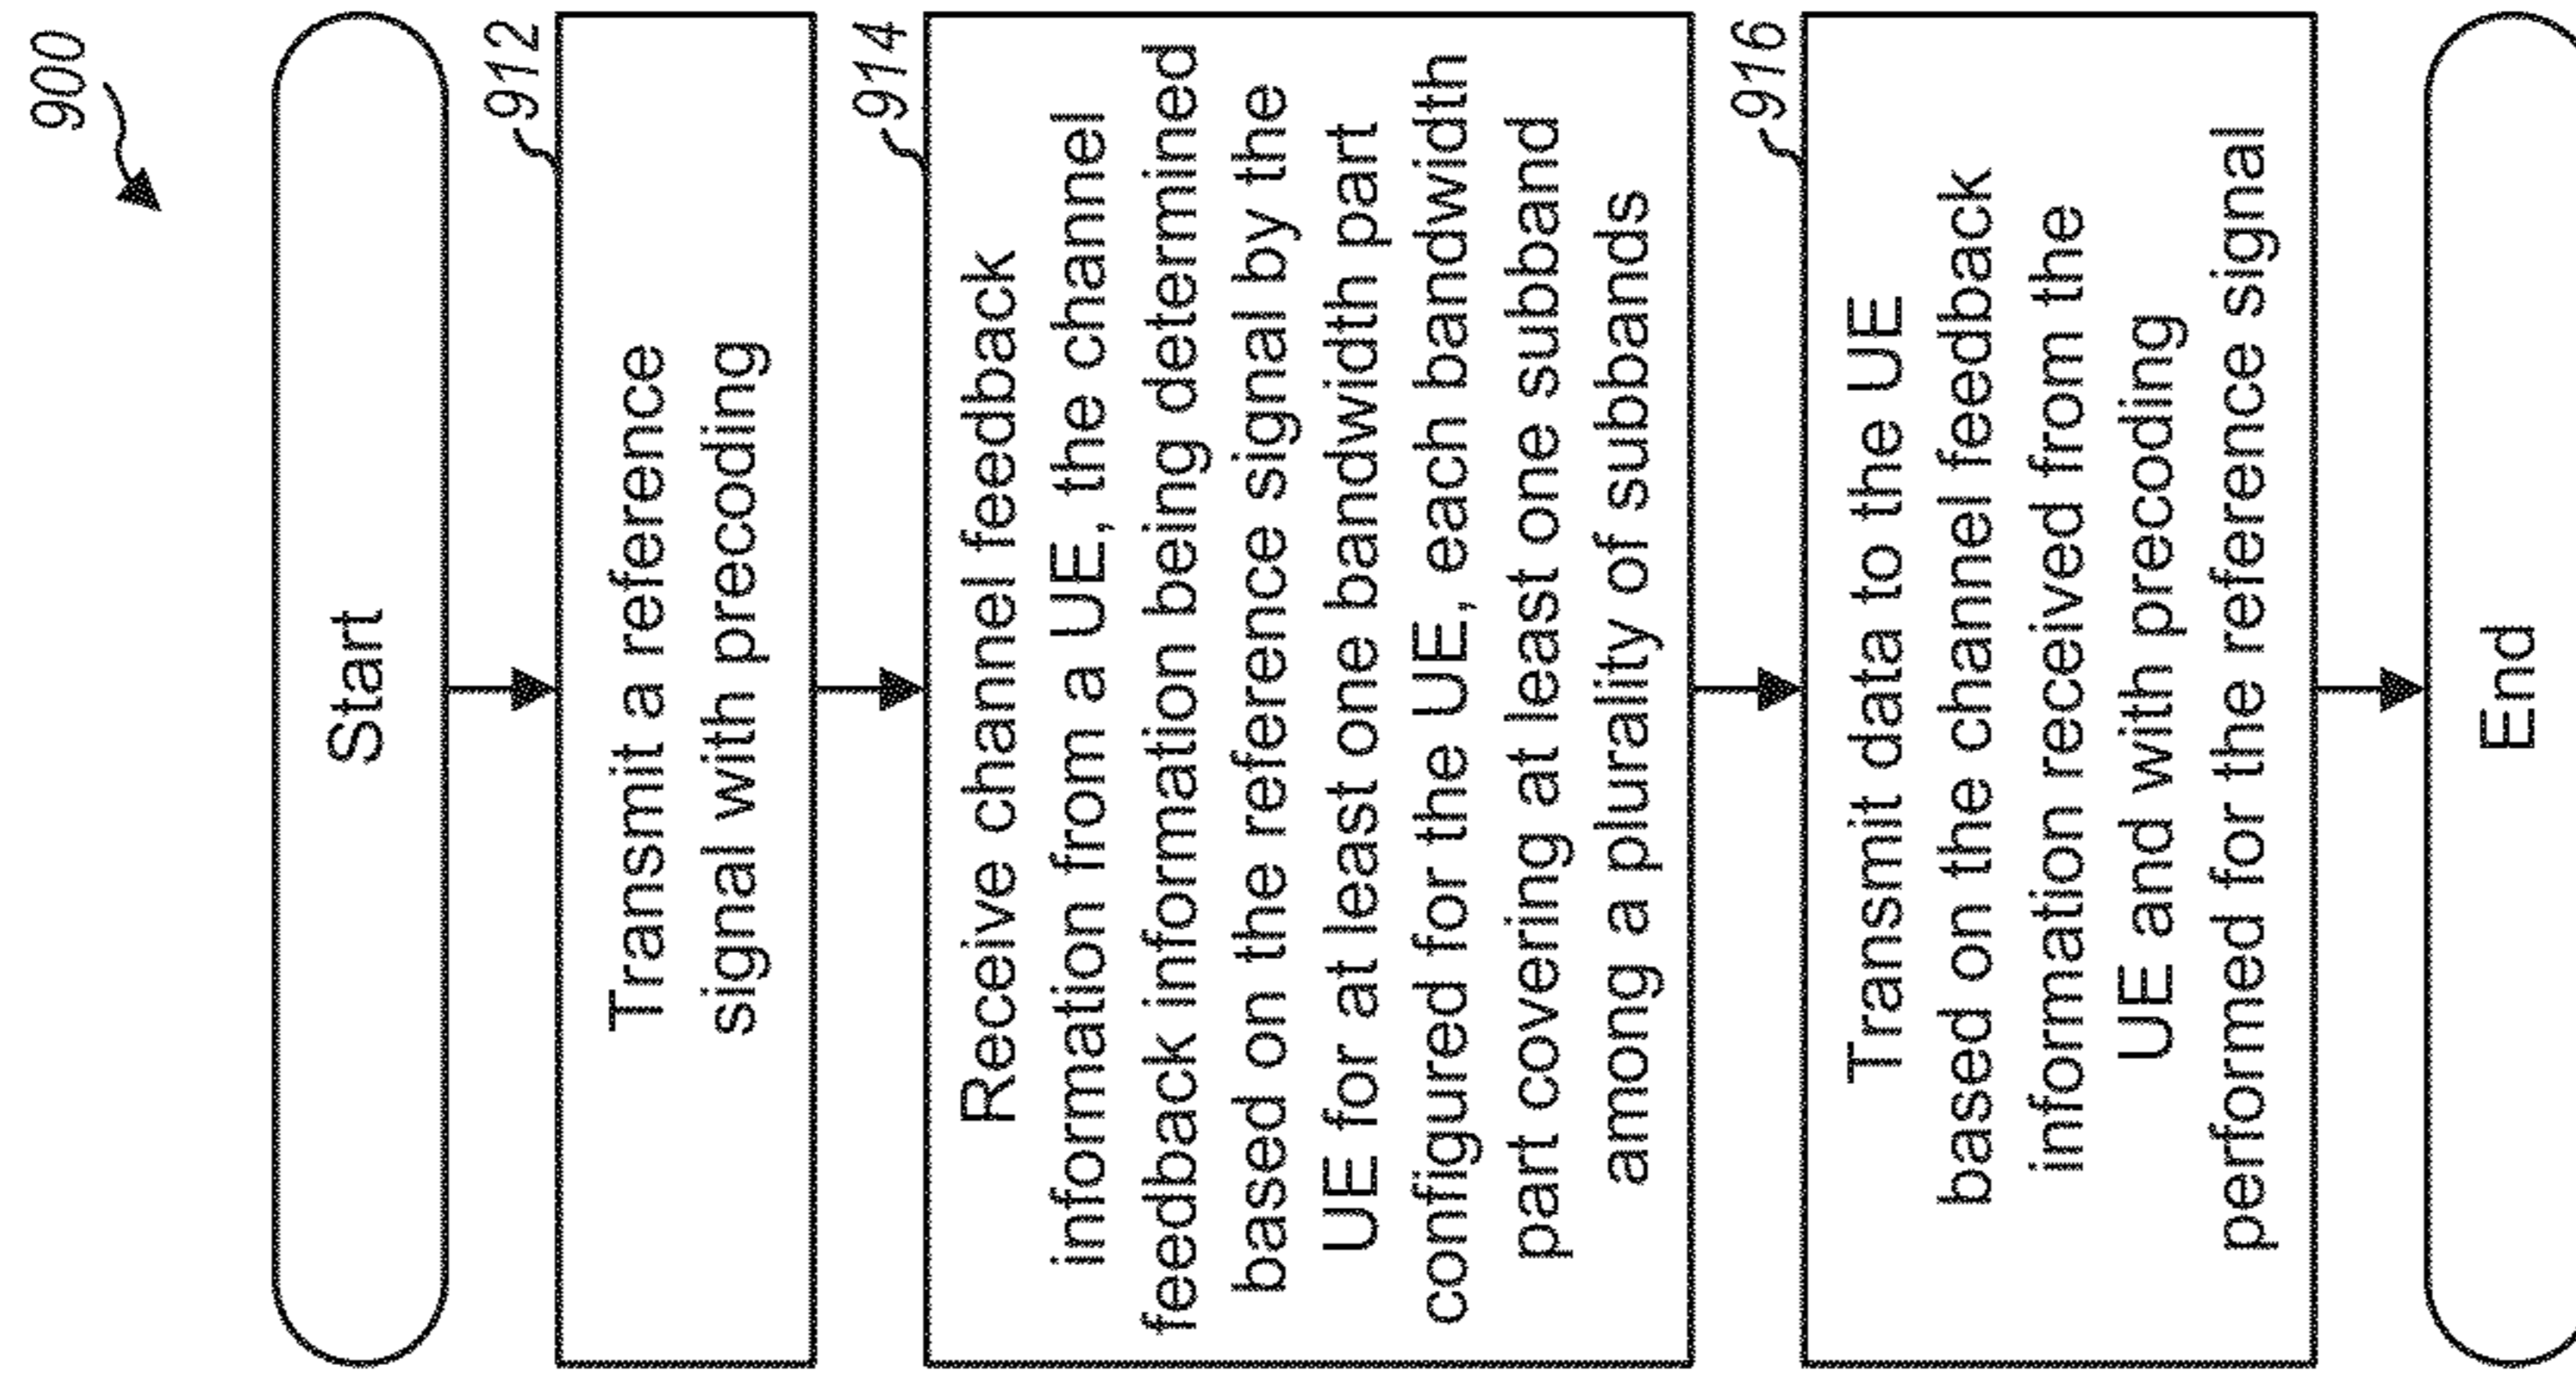 900
Start
912
Transmit a reference
signal with precoding
914
Receive channel feedback
information from a UE, the channel
feedback information being determined
based on the reference signal by the
UE for at least one bandwidth part
configured for the UE, each bandwidth
part covering at least one subband
among a plurality of subbands
916
Transmit data to the UE
based on the channel feedback
information received from the
UE and with precoding
performed for the reference signal
End